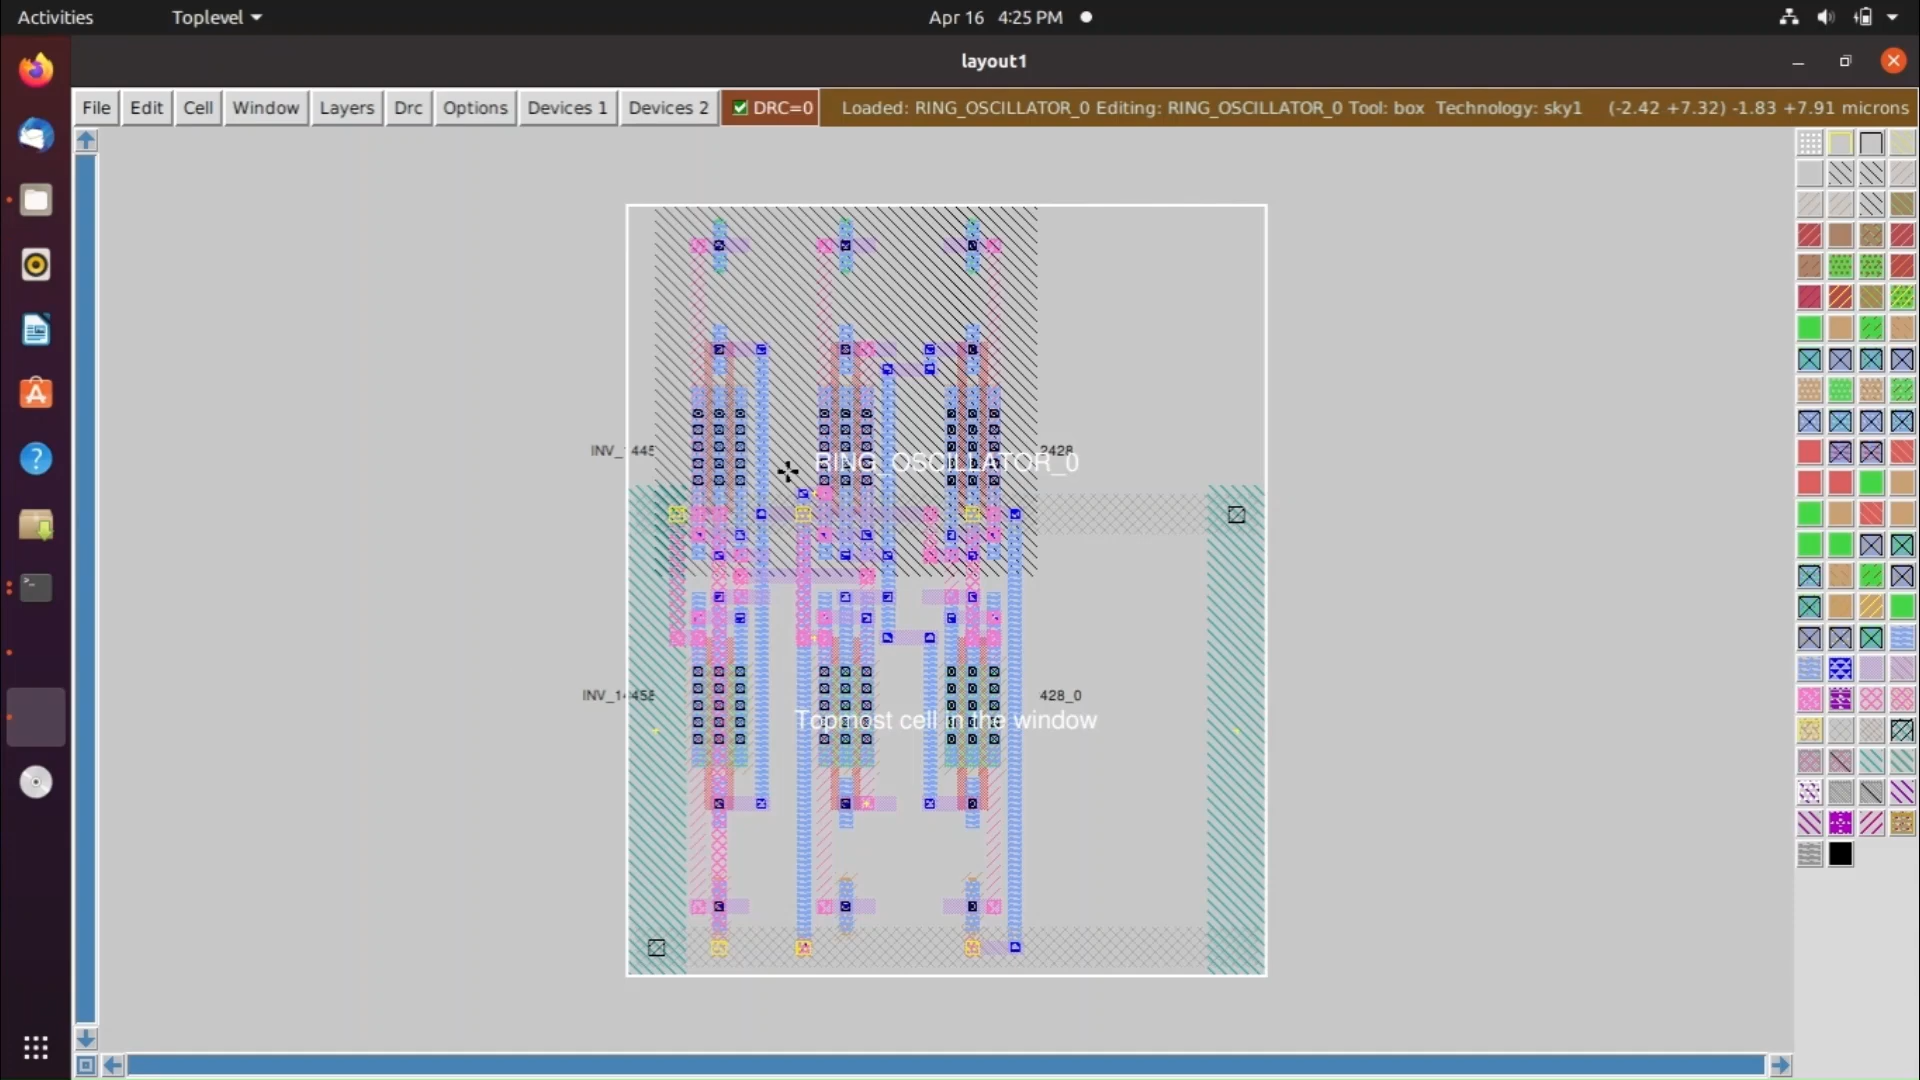 Activities
Toplevel
Apr 16 4:25 PM
layout1
File
Edit
Cell
Window
Layers
Drc
Options
Devices 1
Devices 2
DRC=0
Loaded: RING_OSCILLATOR_0 Editing: RING_OSCILLATOR_0 Tool: box Technology: sky1
(-2.42 +7.32) -1.83 +7.91 microns
2428
RING_OSCILLATOR_0
428_0
Topmost cell in the window